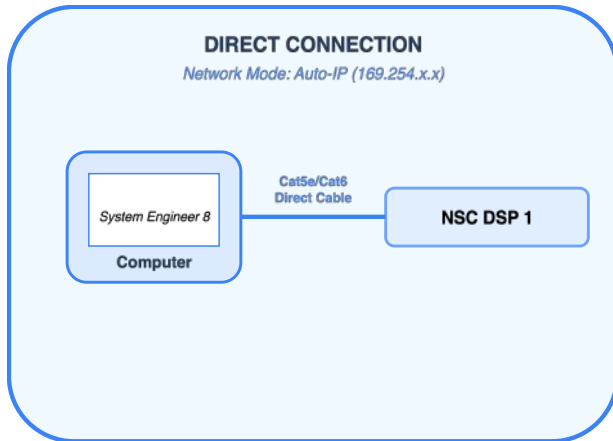 DIRECT CONNECTION
Network Mode: Auto-IP (169.254.x.x)
Cat5e/Cat6
Direct Cable
System Engineer 8
NSC DSP 1
Computer